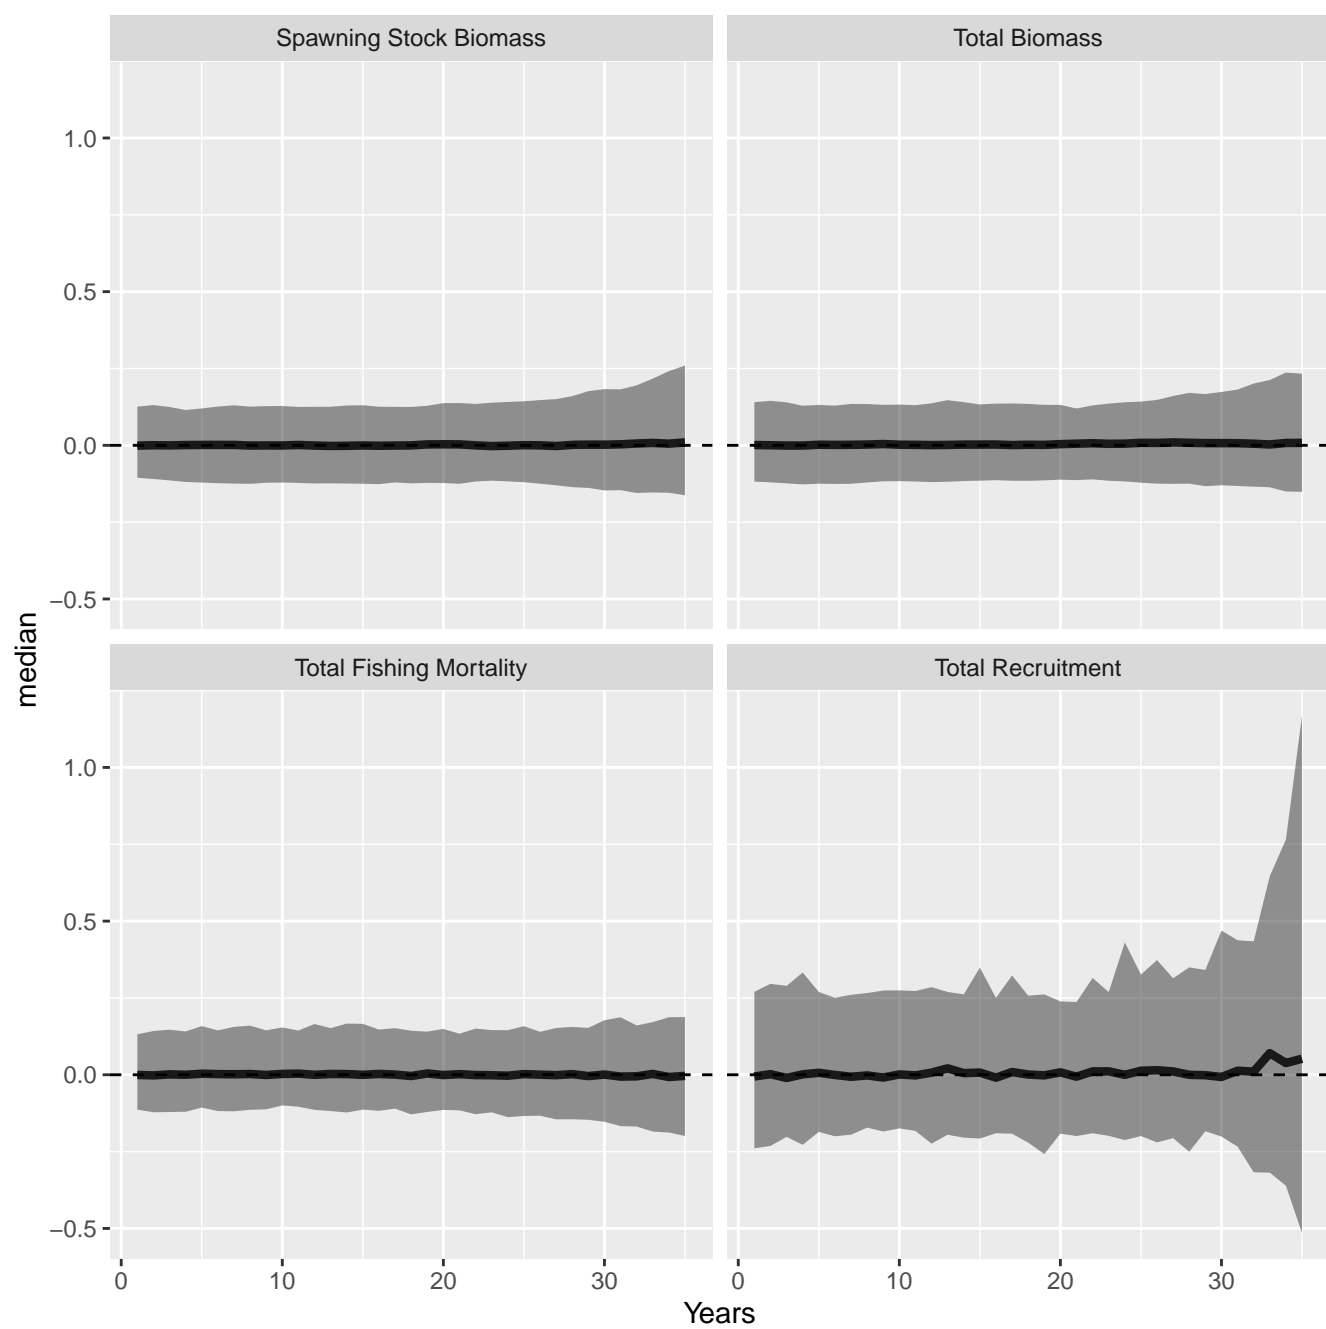 Spawning Stock Biomass
Total Biomass
1.0
0.5
0.0
−0.5
Total Fishing Mortality
Total Recruitment
1.0
0.5
0.0
−0.5
0 10 20 30
0 10 20 30
Years
median